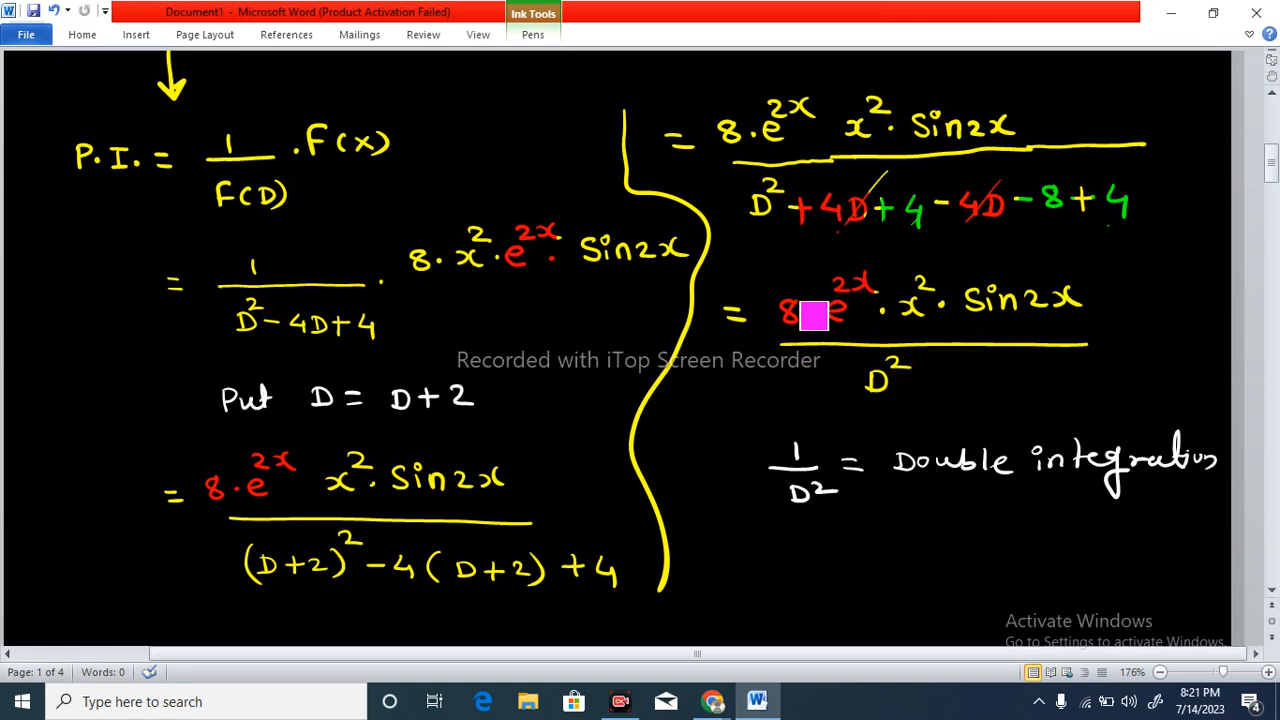 Document1 - Microsoft Word (Product Activation Failed)
Ink Tools
File Home Insert Page Layout References Mailings Review View Pens
P.I. = 1/F(D) . F(x)
= 1/(D² - 4D + 4) . 8 . x² . e^2x . Sin2x
Put D = D + 2
= 8 . e^2x x² . Sin2x / (D+2)² - 4(D+2) + 4
= 8 . e^2x x² . Sin2x / D² + 4D + 4 - 4D - 8 + 4
= 8 e^2x . x² . Sin2x / D²
1/D² = Double integration
Recorded with iTop Screen Recorder
Activate Windows
Go to Settings to activate Windows.
Page: 1 of 4 Words: 0 176%
Type here to search
8:21 PM
7/14/2023